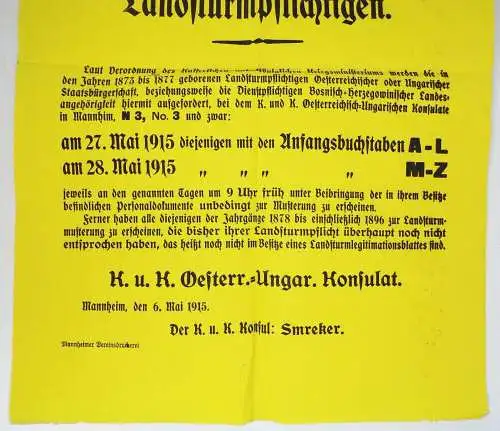 Landsturmpflichtigen.
Laut Verordnung des Kaiserlichen und Königlichen Kriegsministeriums werden die in
den Jahren 1873 bis 1877 geborenen Landsturmpflichtigen Oesterreichischer oder Ungarischer
Staatsbürgerschaft, beziehungsweise die Dienstpflichtigen Bosnisch-Herzegowinischer Landes-
angehörigkeit hiermit aufgefordert, bei dem K. und K. Oesterreichisch-Ungarischen Konsulate
in Mannhim, N 3, No. 3 und zwar:
am 27. Mai 1915 diejenigen mit den Anfangsbuchstaben A-L
am 28. Mai 1915 „ „ „ „ M-Z
jeweils an den genannten Tagen um 9 Uhr früh unter Beibringung der in ihrem Besitze
befindlichen Personaldokumente unbedingt zur Musterung zu erscheinen.
Ferner haben alle diejenigen der Jahrgänge 1878 bis einschließlich 1896 zur Landsturm-
musterung zu erscheinen, die bisher ihrer Landsturmpflicht überhaupt noch nicht
entsprochen haben, das heißt noch nicht im Besitze eines Landsturmlegitimationsblattes sind.
K. u. K. Oesterr.-Ungar. Konsulat.
Mannheim, den 6. Mai 1915.
Der K. u. K. Konsul: Smreker.
Mannheimer Vereinsdruckerei